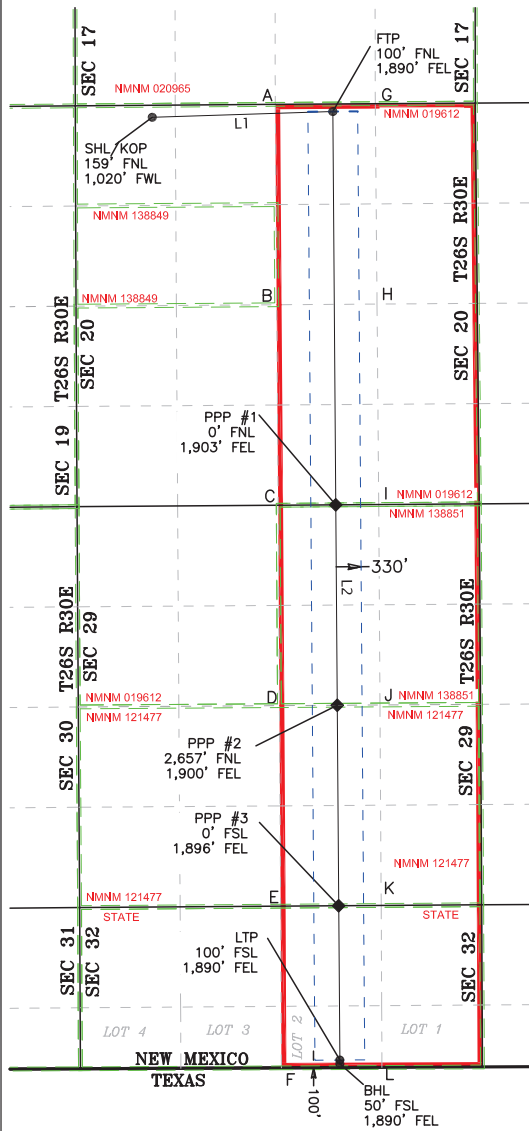 SEC 17
SEC 17
FTP
100' FNL
1,890' FEL
NMNM 020965
A
G
NMNM 019612
L1
SHL/KOP
159' FNL
1,020' FWL
NMNM 138849
T26S R30E
SEC 20
NMNM 138849
B
H
SEC 19 T26S R30E
SEC 20
PPP #1
0' FNL
1,903' FEL
C
I
NMNM 019612
NMNM 138851
330'
L2
SEC 30 T26S R30E
SEC 29
T26S R30E
SEC 29
NMNM 019612
D
J
NMNM 138851
NMNM 121477
NMNM 121477
PPP #2
2,657' FNL
1,900' FEL
PPP #3
0' FSL
1,896' FEL
NMNM 121477
NMNM 121477
E
K
STATE
STATE
SEC 31
SEC 32
SEC 32
LTP
100' FSL
1,890' FEL
LOT 4
LOT 3
LOT 2
LOT 1
NEW MEXICO
TEXAS
F
L
100'
BHL
50' FSL
1,890' FEL